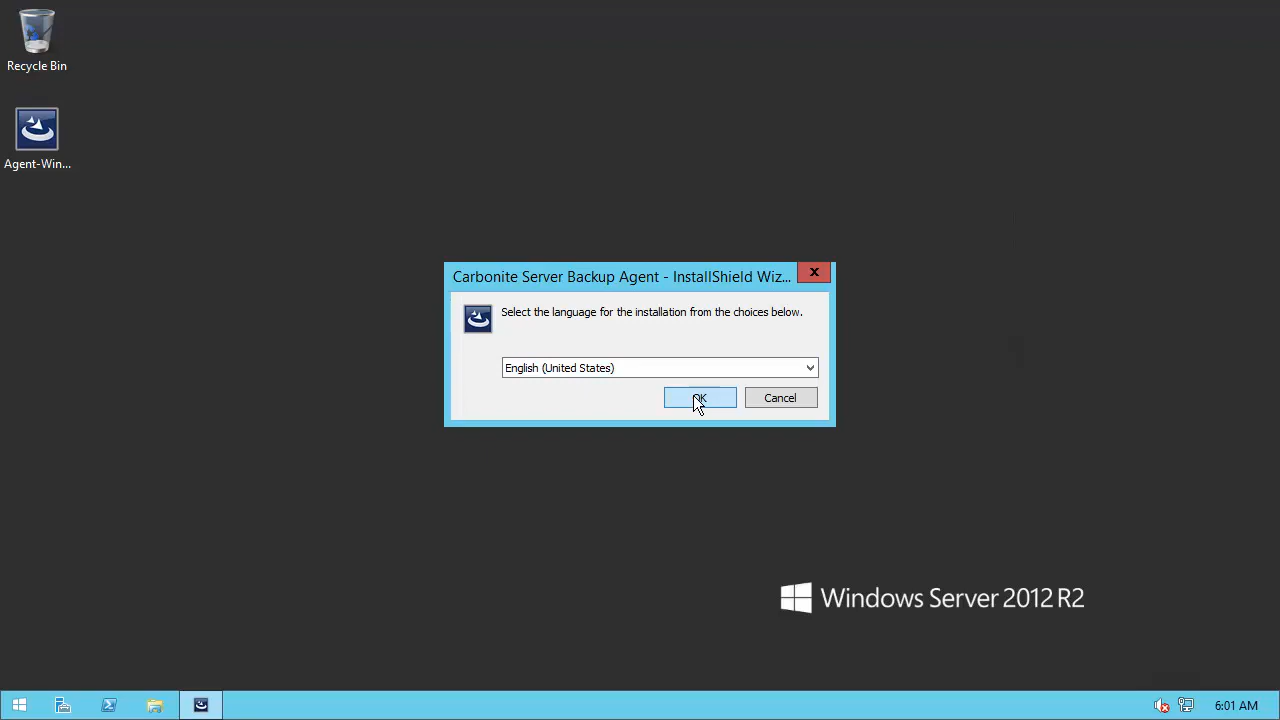 Recycle Bin
Agent-Win...
Carbonite Server Backup Agent - InstallShield Wiz...
Select the language for the installation from the choices below.
English (United States)
OK
Cancel
Windows Server 2012 R2
6:01 AM